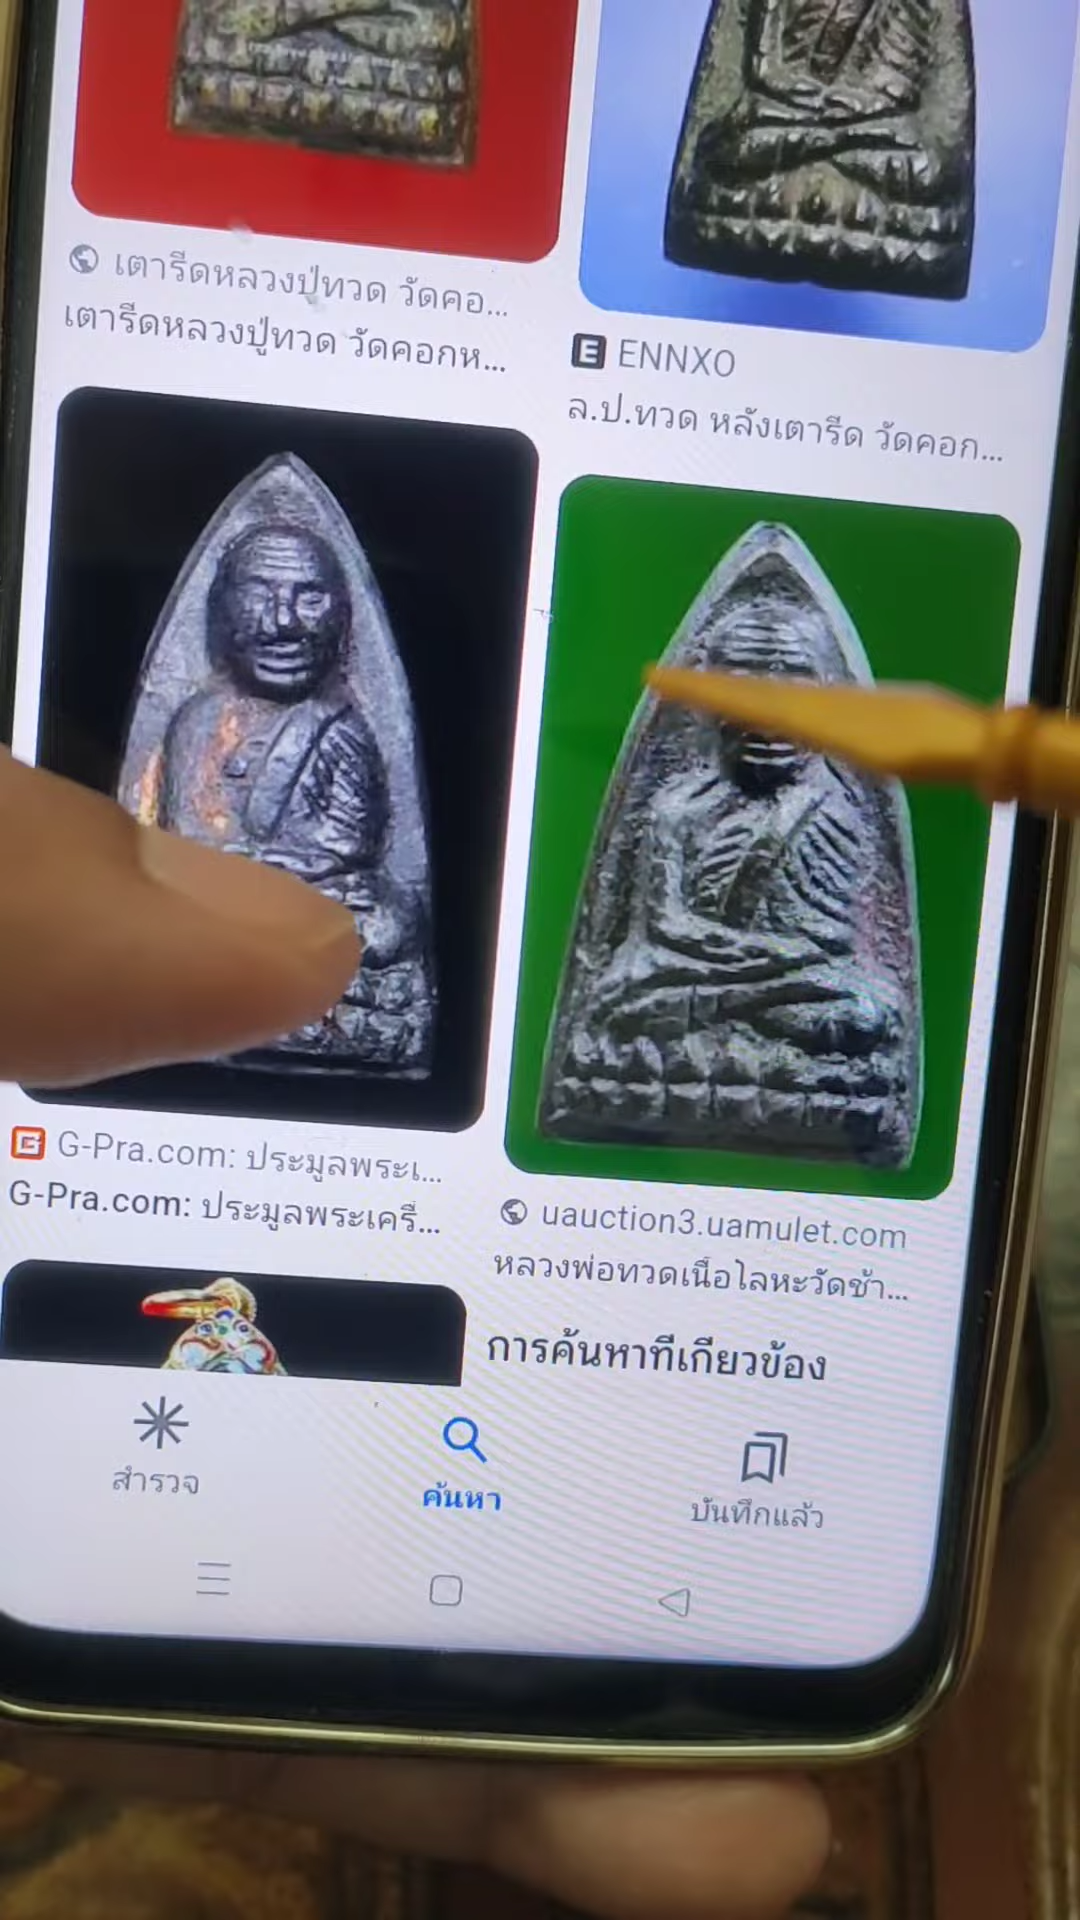 เตารีดหลวงปู่ทวด วัดคอ...
เตารีดหลวงปู่ทวด วัดคอกห...
E ENNXO
ล.ป.ทวด หลังเตารีด วัดคอก...
G G-Pra.com: ประมูลพระเ...
G-Pra.com: ประมูลพระเครื่...
uauction3.uamulet.com
หลวงพ่อทวดเนื้อโลหะวัดช้า...
การค้นหาที่เกี่ยวข้อง
สำรวจ
ค้นหา
บันทึกแล้ว